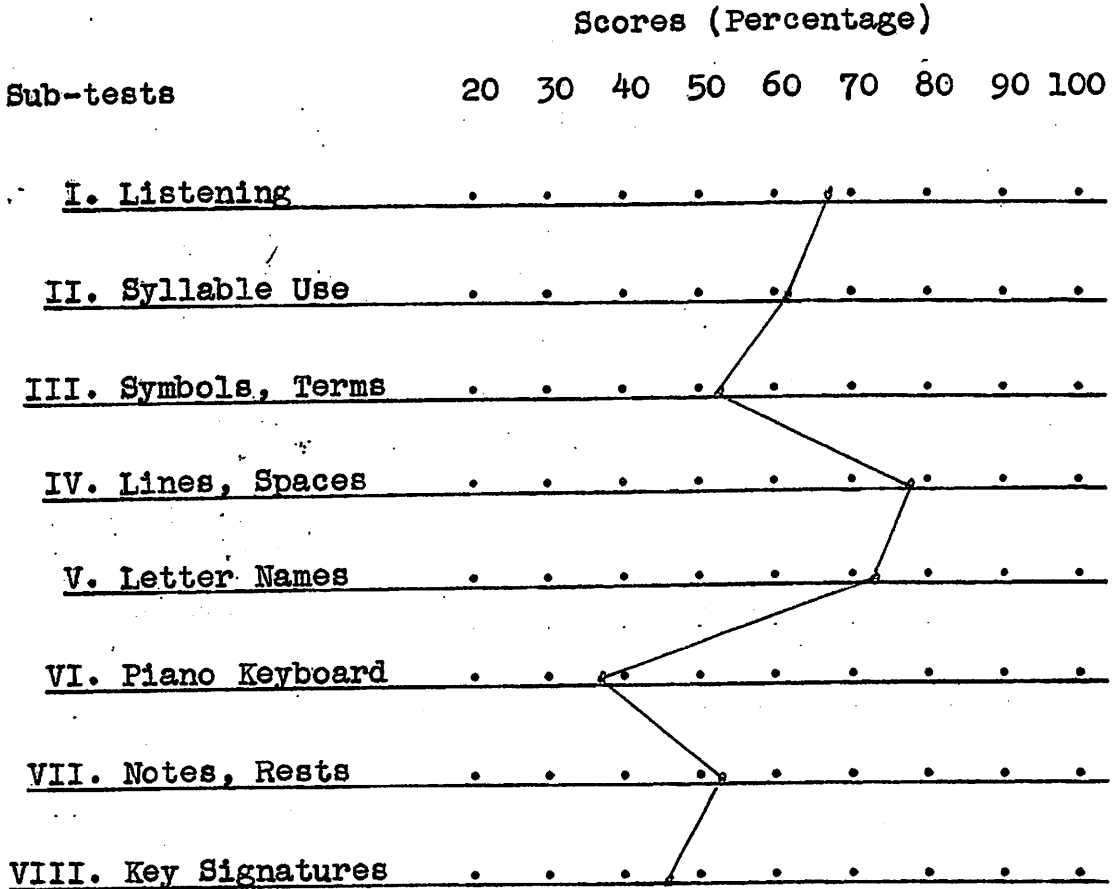 Scores (Percentage)
Sub-tests 20 30 40 50 60 70 80 90 100
I. Listening
II. Syllable Use
III. Symbols, Terms
IV. Lines, Spaces
V. Letter Names
VI. Piano Keyboard
VII. Notes, Rests
VIII. Key Signatures